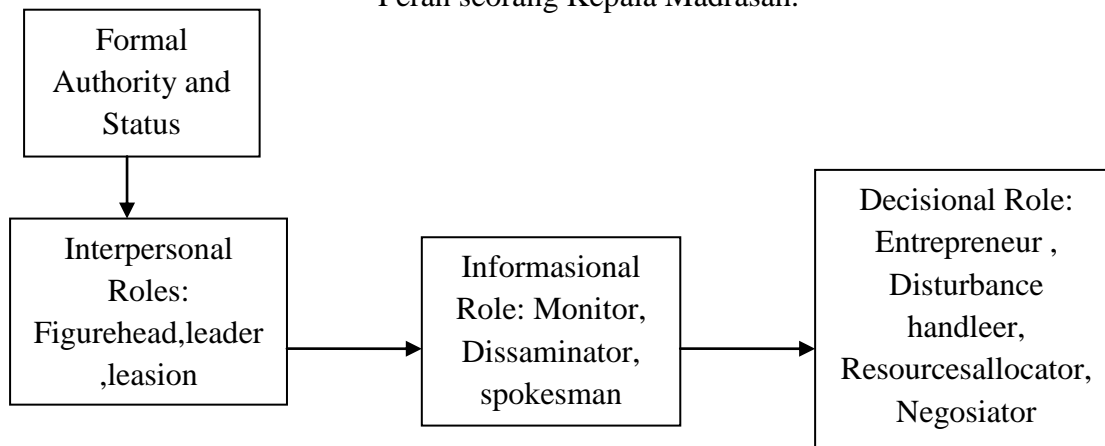 Peran seorang Kepala Madrasah.
Formal
Authority and
Status
Interpersonal
Roles:
Figurehead,leader
,leasion
Informasional
Role: Monitor,
Dissaminator,
spokesman
Decisional Role:
Entrepreneur ,
Disturbance
handleer,
Resourcesallocator,
Negosiator